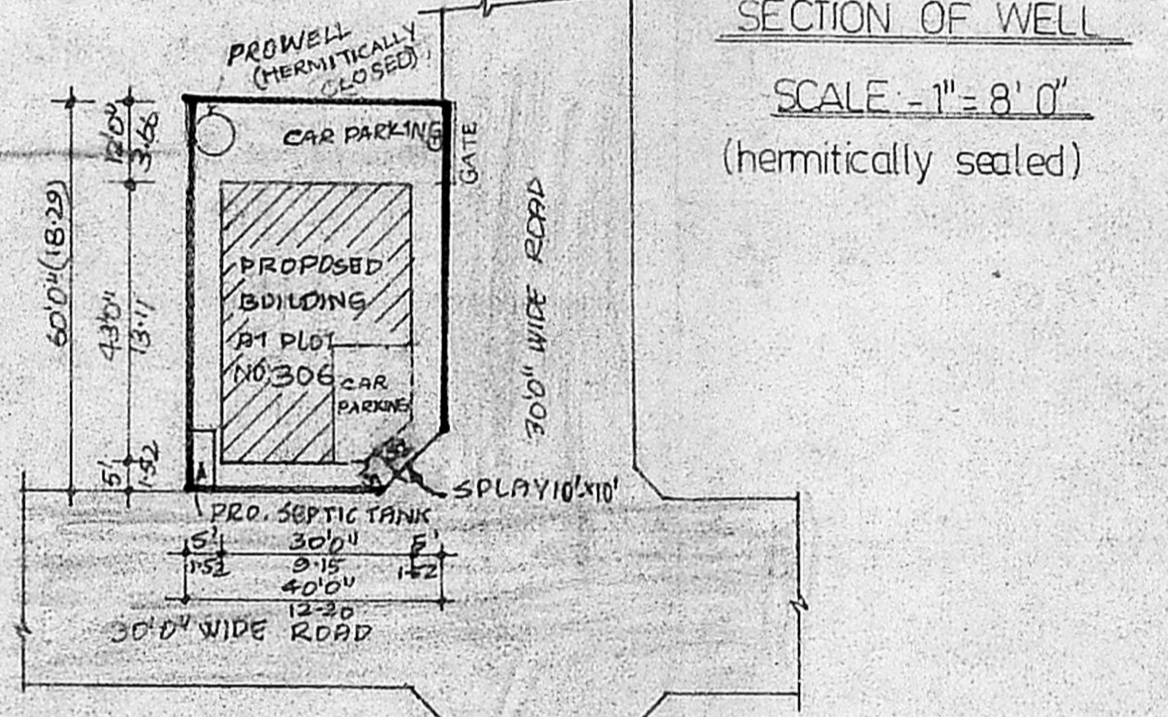 SECTION OF WELL
SCALE :- 1" = 8' 0"
(hermitically sealed)
PROWELL
(HERMITICALLY
CLOSED)
CAR PARKING
GATE
12'0"
3.66
60'0"(18.29)
43'0"
13.11
5'
1.52
PROPOSED
BUILDING
AT PLOT
NO, 306
CAR
PARKING
30'0" WIDE ROAD
SPLAY 10'x10'
PRO. SEPTIC TANK
5' 30'0" 5'
1.52 9.15 1.52
40'0"
12.20
30'0" WIDE ROAD